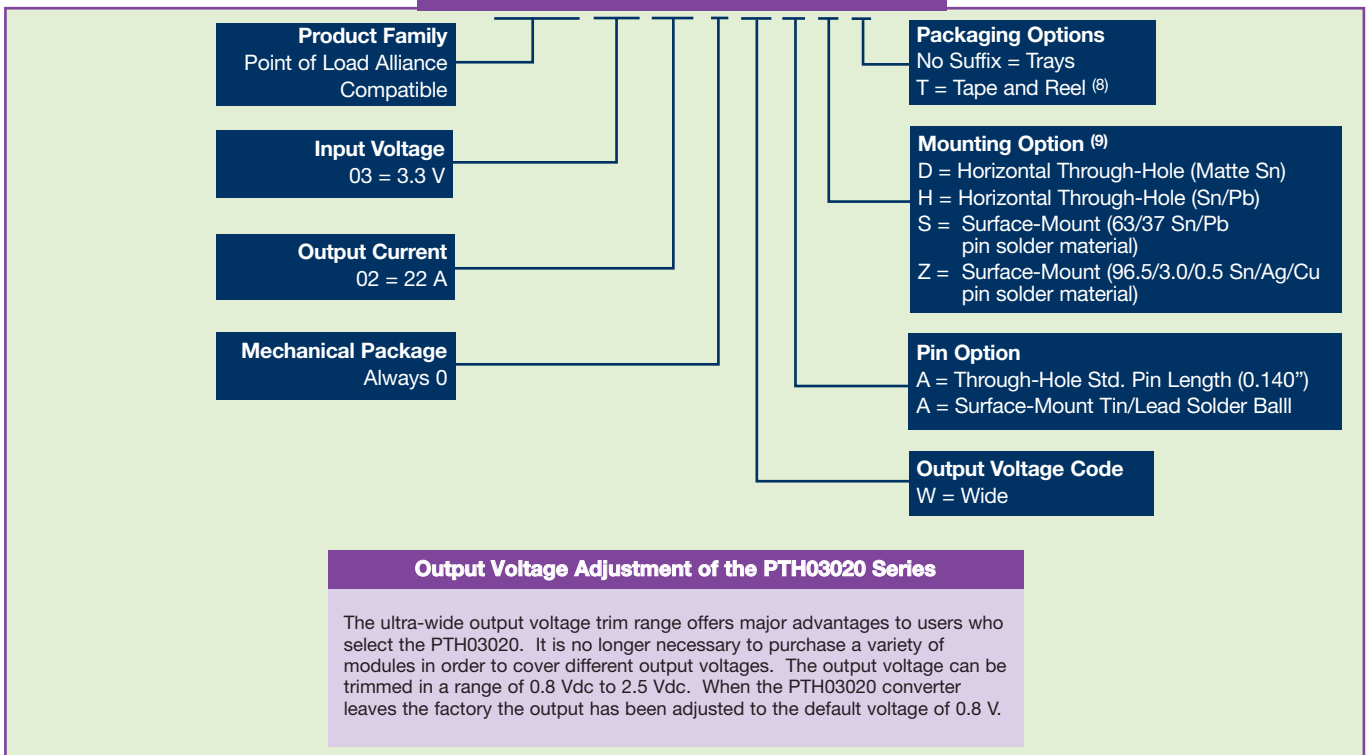 Product Family
Point of Load Alliance
Compatible
Input Voltage
03 = 3.3 V
Output Current
02 = 22 A
Mechanical Package
Always 0
Packaging Options
No Suffix = Trays
T = Tape and Reel (8)
Mounting Option (9)
D = Horizontal Through-Hole (Matte Sn)
H = Horizontal Through-Hole (Sn/Pb)
S = Surface-Mount (63/37 Sn/Pb
pin solder material)
Z = Surface-Mount (96.5/3.0/0.5 Sn/Ag/Cu
pin solder material)
Pin Option
A = Through-Hole Std. Pin Length (0.140”)
A = Surface-Mount Tin/Lead Solder Balll
Output Voltage Code
W = Wide
Output Voltage Adjustment of the PTH03020 Series
The ultra-wide output voltage trim range offers major advantages to users who
select the PTH03020. It is no longer necessary to purchase a variety of
modules in order to cover different output voltages. The output voltage can be
trimmed in a range of 0.8 Vdc to 2.5 Vdc. When the PTH03020 converter
leaves the factory the output has been adjusted to the default voltage of 0.8 V.